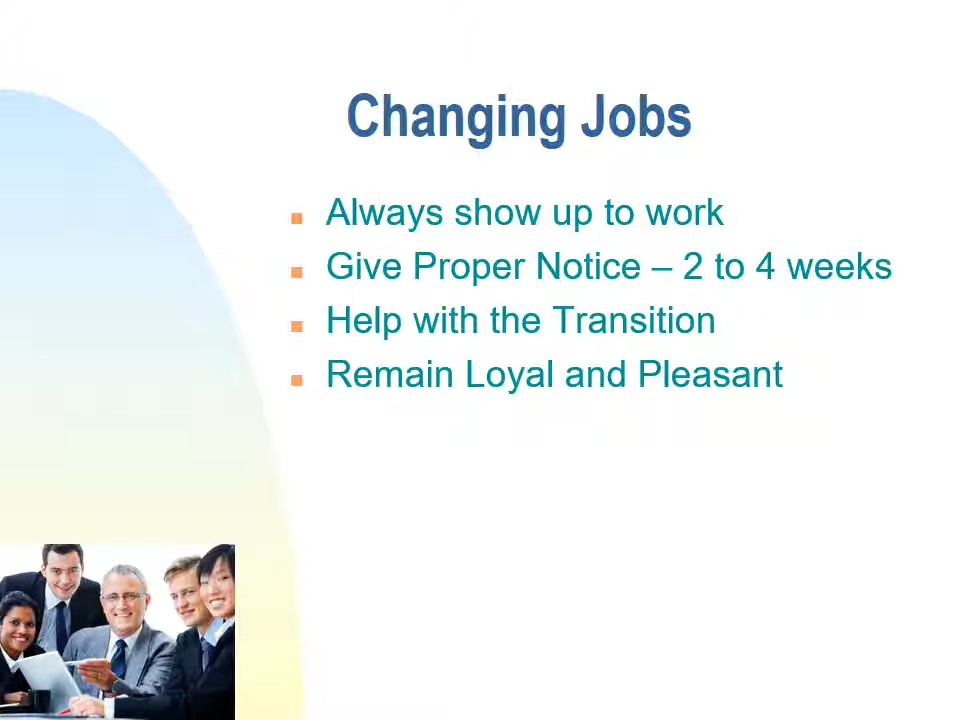 Changing Jobs
Always show up to work
Give Proper Notice – 2 to 4 weeks
Help with the Transition
Remain Loyal and Pleasant